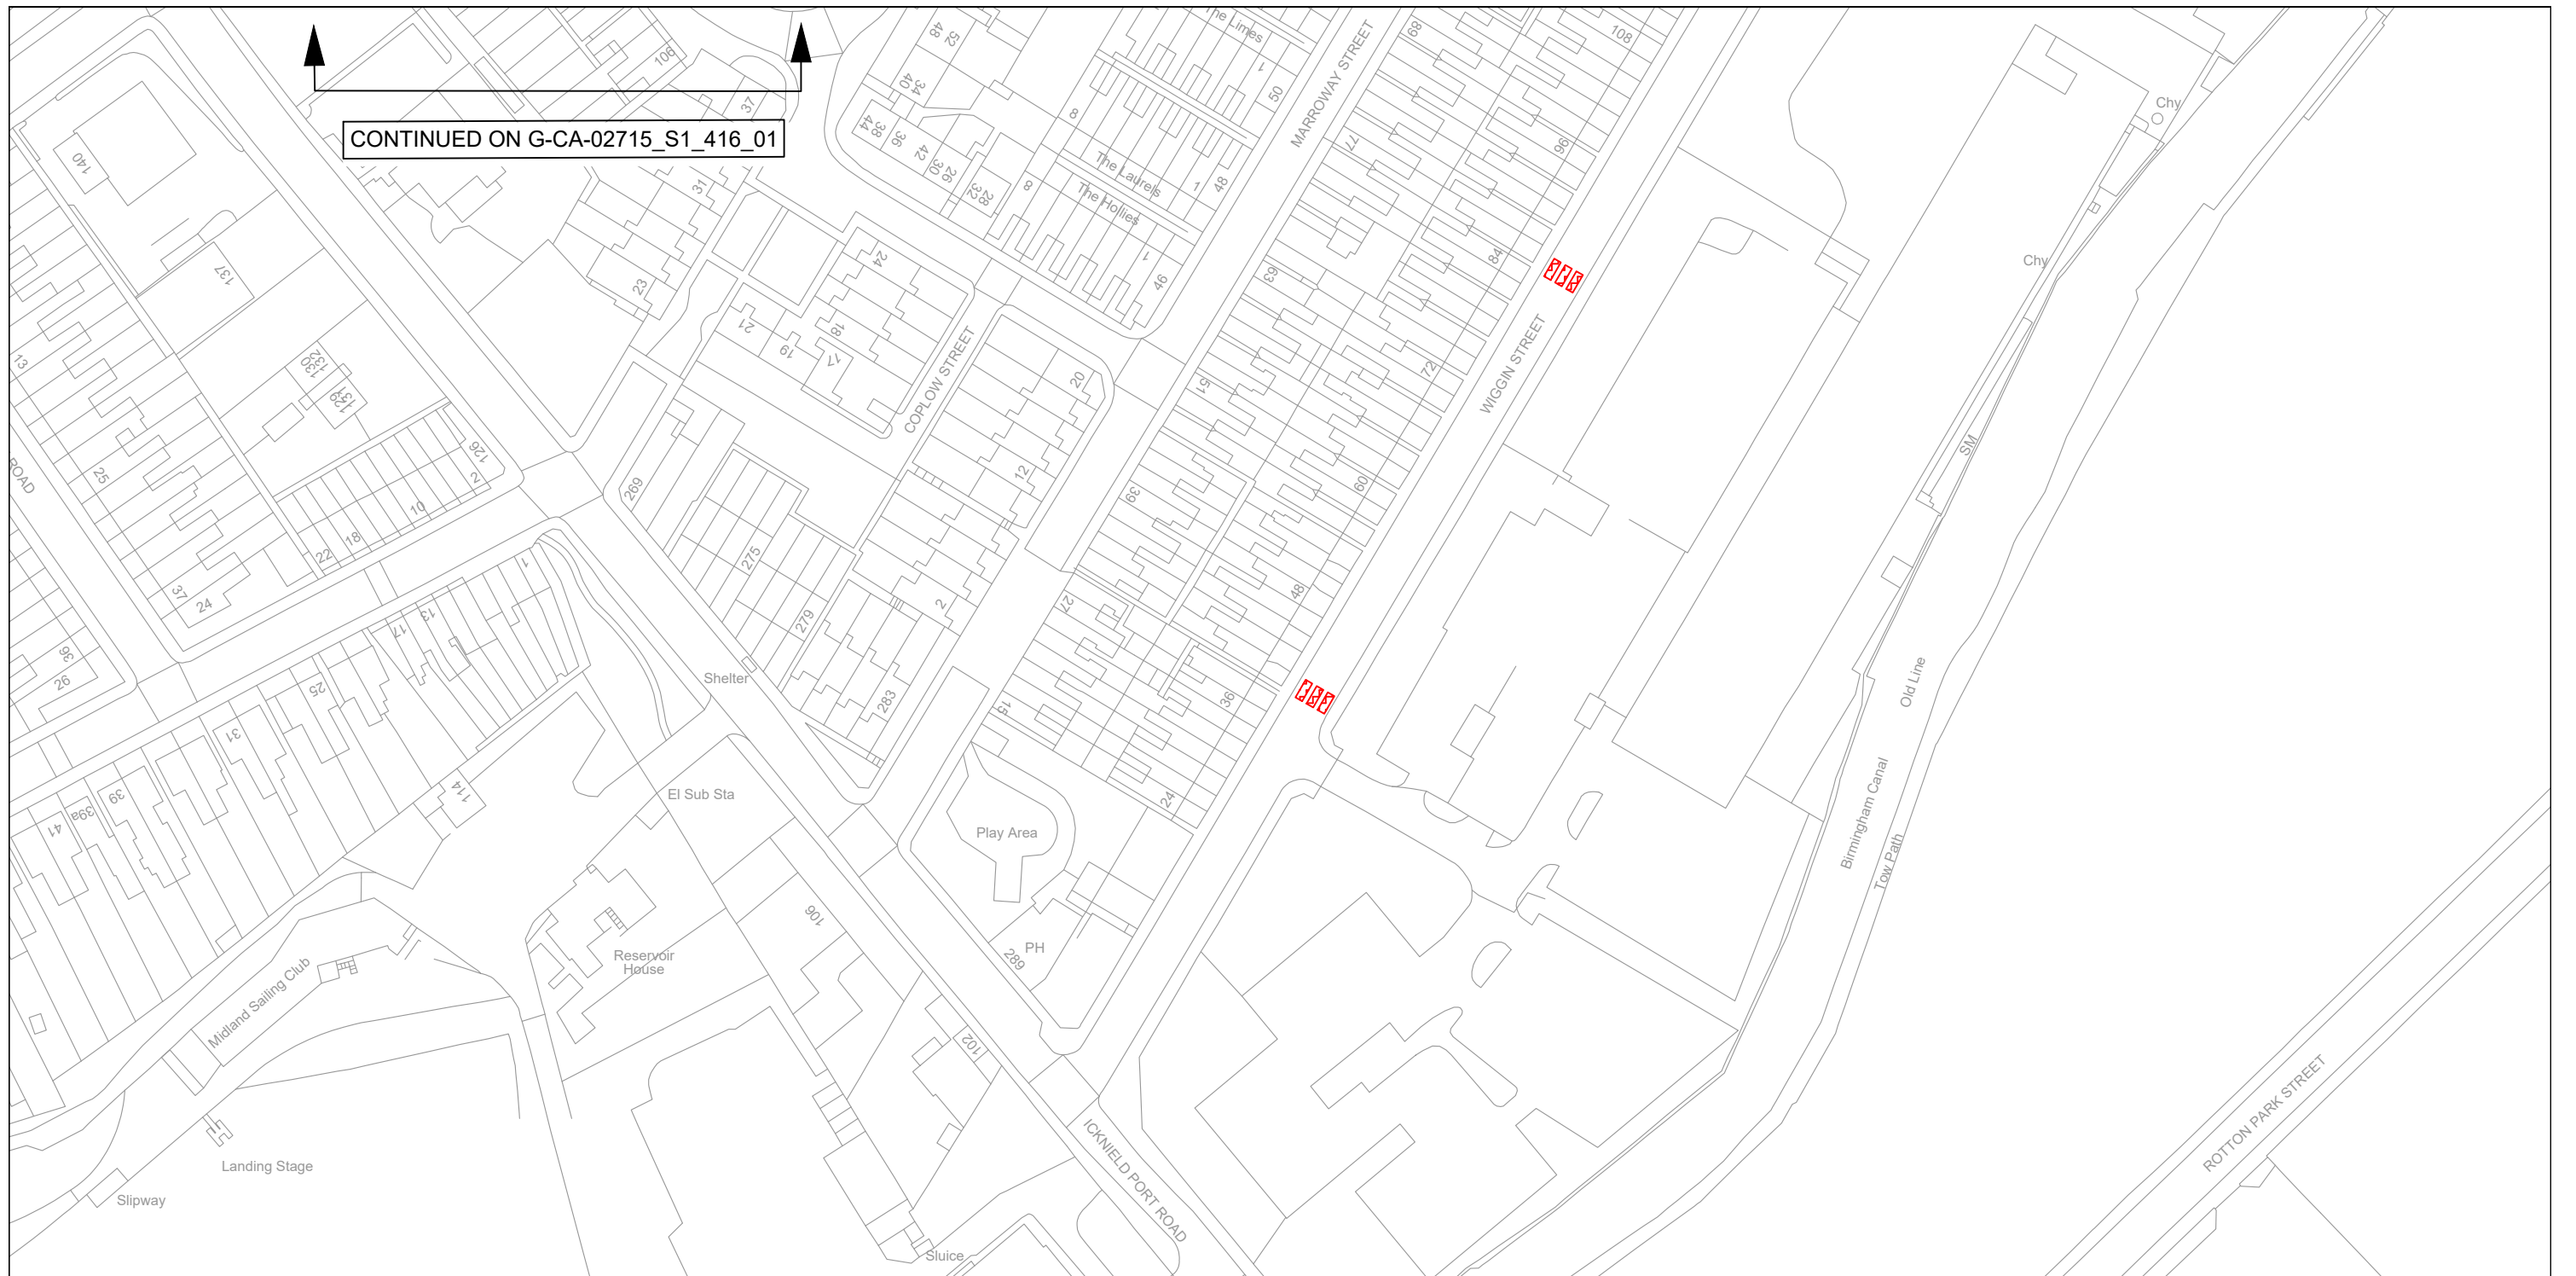 CONTINUED ON G-CA-02715_S1_416_01
48
52
106
37
40
34
44
38
36
42
30
26
32
28
The Limes
1
50
8
The Laurels
1
48
8
The Hollies
1
46
MARROWAY STREET
68
108
77
96
Chy
140
137
31
23
24
21
19
18
17
63
84
Chy
13
132
130
131
129
126
2
COPLOW STREET
20
51
72
WIGGIN STREET
SM
ROAD
25
10
18
22
269
275
12
39
60
37
24
1
13
17
279
2
27
48
36
26
25
Shelter
283
15
36
Old Line
31
39
39a
41
114
El Sub Sta
Play Area
24
Birmingham Canal
Tow Path
106
Reservoir
House
PH
289
Midland Sailing Club
102
Landing Stage
Slipway
Sluice
ICKNIELD PORT ROAD
ROTTON PARK STREET